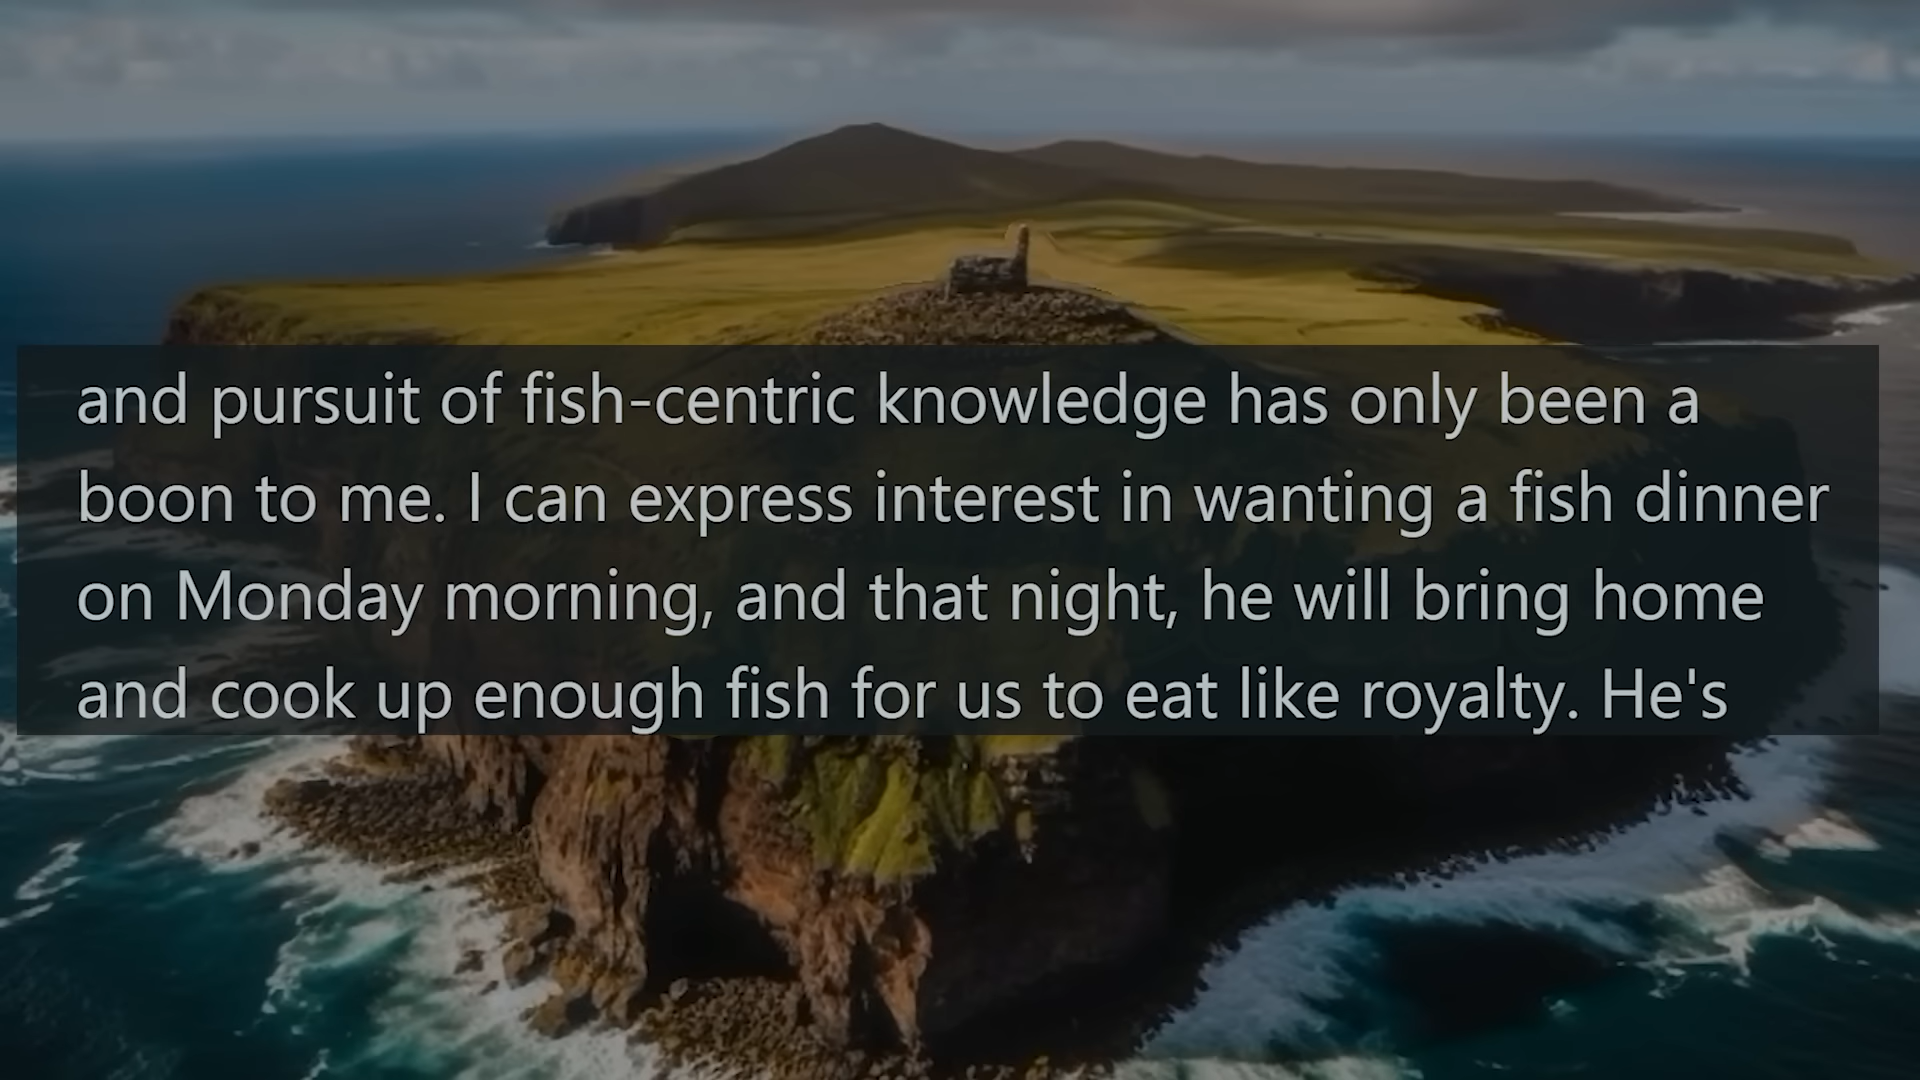 and pursuit of fish-centric knowledge has only been a
boon to me. I can express interest in wanting a fish dinner
on Monday morning, and that night, he will bring home
and cook up enough fish for us to eat like royalty. He's